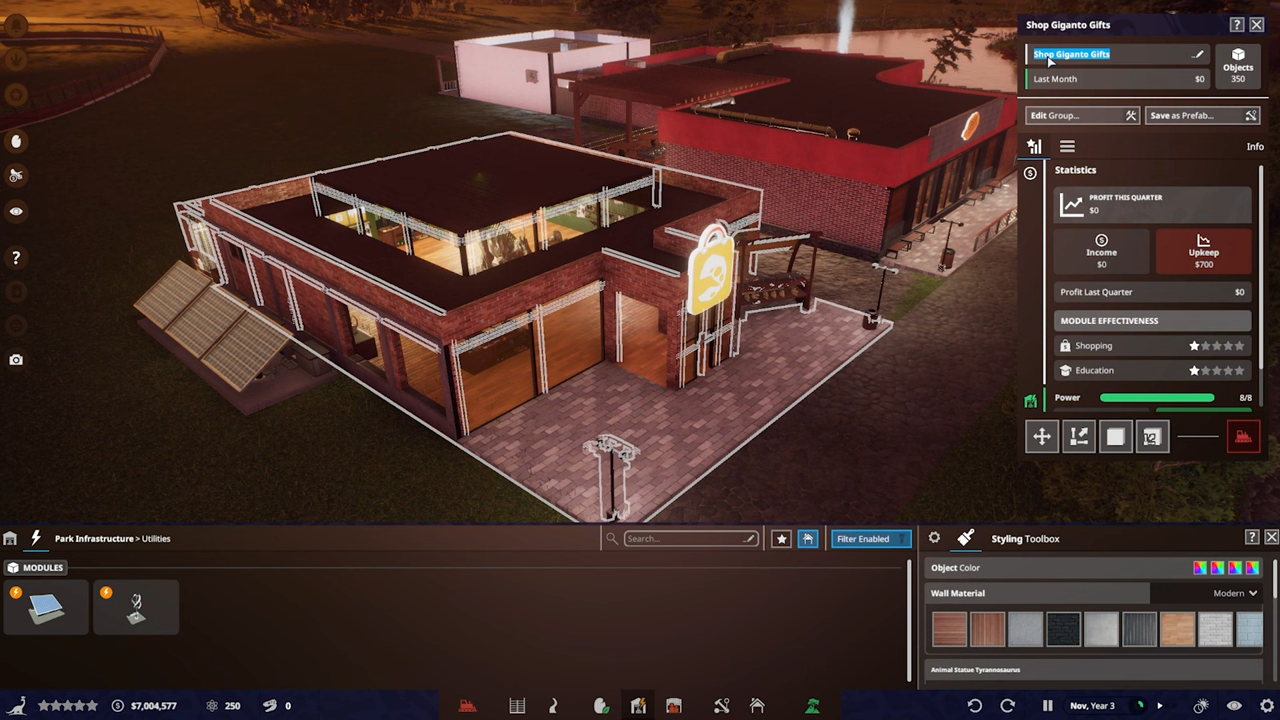 Shop Giganto Gifts
?
Shop Giganto Gifts
Objects
350
Last Month $0
Edit Group...
Save as Prefab...
Info
Statistics
PROFIT THIS QUARTER
$0
Income
$0
Upkeep
$700
Profit Last Quarter $0
MODULE EFFECTIVENESS
Shopping
Education
Power 8/8
?
Park Infrastructure > Utilities
Search...
Filter Enabled
Styling Toolbox
?
MODULES
Object Color
Wall Material Modern
Animal Statue Tyrannosaurus
$7,004,577
250
0
Nov, Year 3